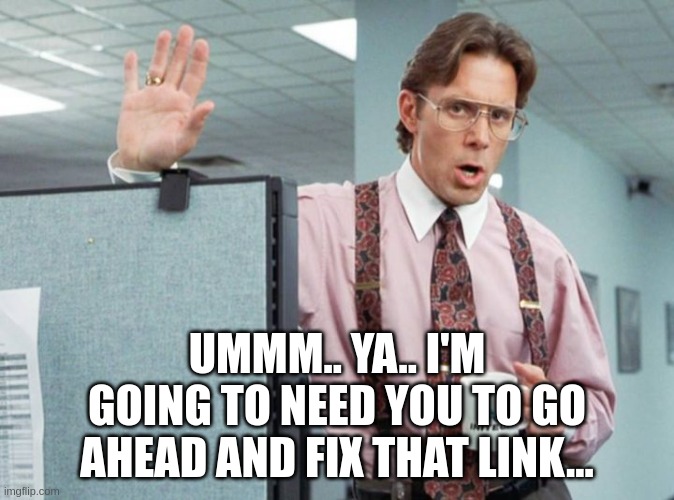 UMMM.. YA.. I'M
GOING TO NEED YOU TO GO
AHEAD AND FIX THAT LINK...
imgflip.com